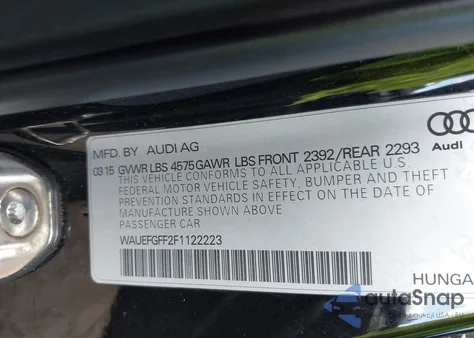 MFD. BY AUDI AG
0315 GVWR LBS 4575 GAWR LBS FRONT 2392/REAR 2293
THIS VEHICLE CONFORMS TO ALL APPLICABLE U.S.
FEDERAL MOTOR VEHICLE SAFETY, BUMPER AND THEFT
PREVENTION STANDARDS IN EFFECT ON THE DATE OF
MANUFACTURE SHOWN ABOVE.
PASSENGER CAR
WAUEFGFF2F1122223
Audi
HUNGA
autoSnap